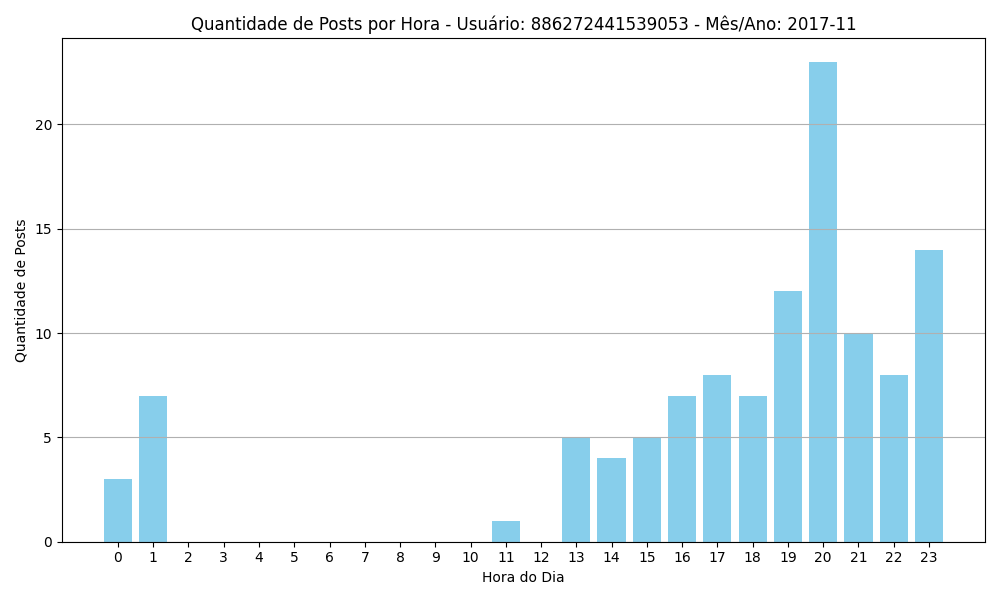 Quantidade de Posts por Hora - Usuário: 886272441539053 - Mês/Ano: 2017-11
Quantidade de Posts
20
15
10
5
0
0 1 2 3 4 5 6 7 8 9 10 11 12 13 14 15 16 17 18 19 20 21 22 23
Hora do Dia